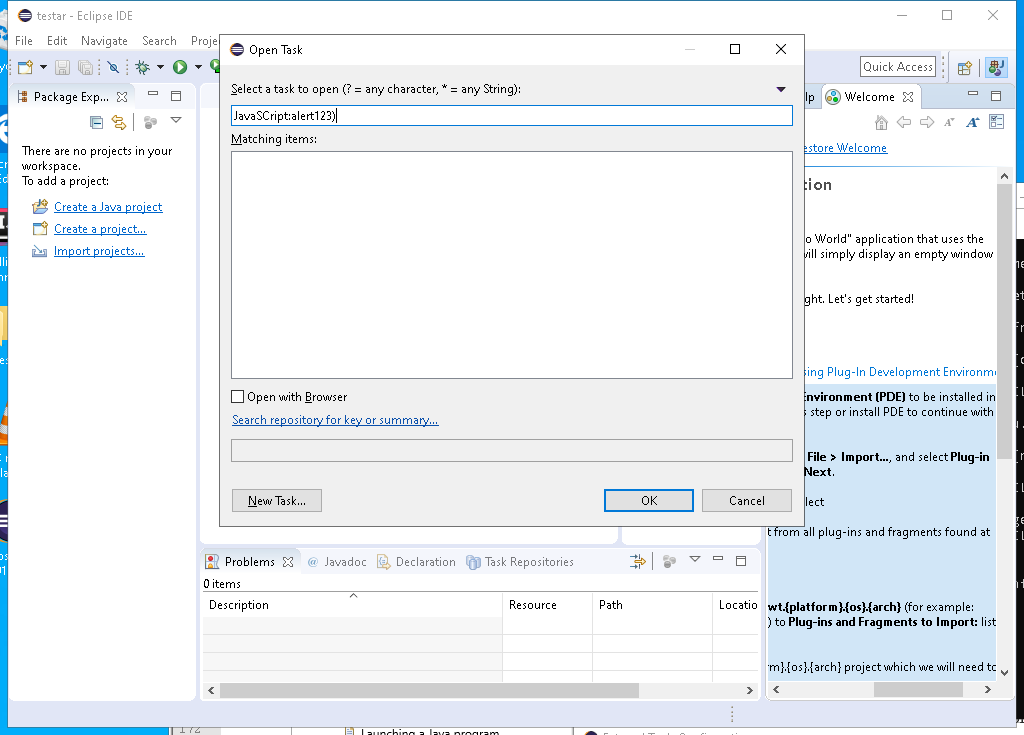 testar - Eclipse IDE
File Edit Navigate Search Proje
Open Task
Quick Access
Package Exp...
Select a task to open (? = any character, * = any String):
JavaSCript:alert123)
Matching items:
There are no projects in your
workspace.
To add a project:
Create a Java project
Create a project...
Import projects...
lp
Welcome
estore Welcome
tion
o World" application that uses the
vill simply display an empty window
ght. Let's get started!
sing Plug-In Development Environme
Environment (PDE) to be installed in
s step or install PDE to continue with
File > Import..., and select Plug-in
Next.
lect
t from all plug-ins and fragments found at
wt.{platform}.{os}.{arch} (for example:
) to Plug-ins and Fragments to Import: list
rm}.{os}.{arch} project which we will need to
Open with Browser
Search repository for key or summary...
New Task...
OK
Cancel
Problems
@ Javadoc
Declaration
Task Repositories
0 items
Description Resource Path Locatio
172
Launching a Java program